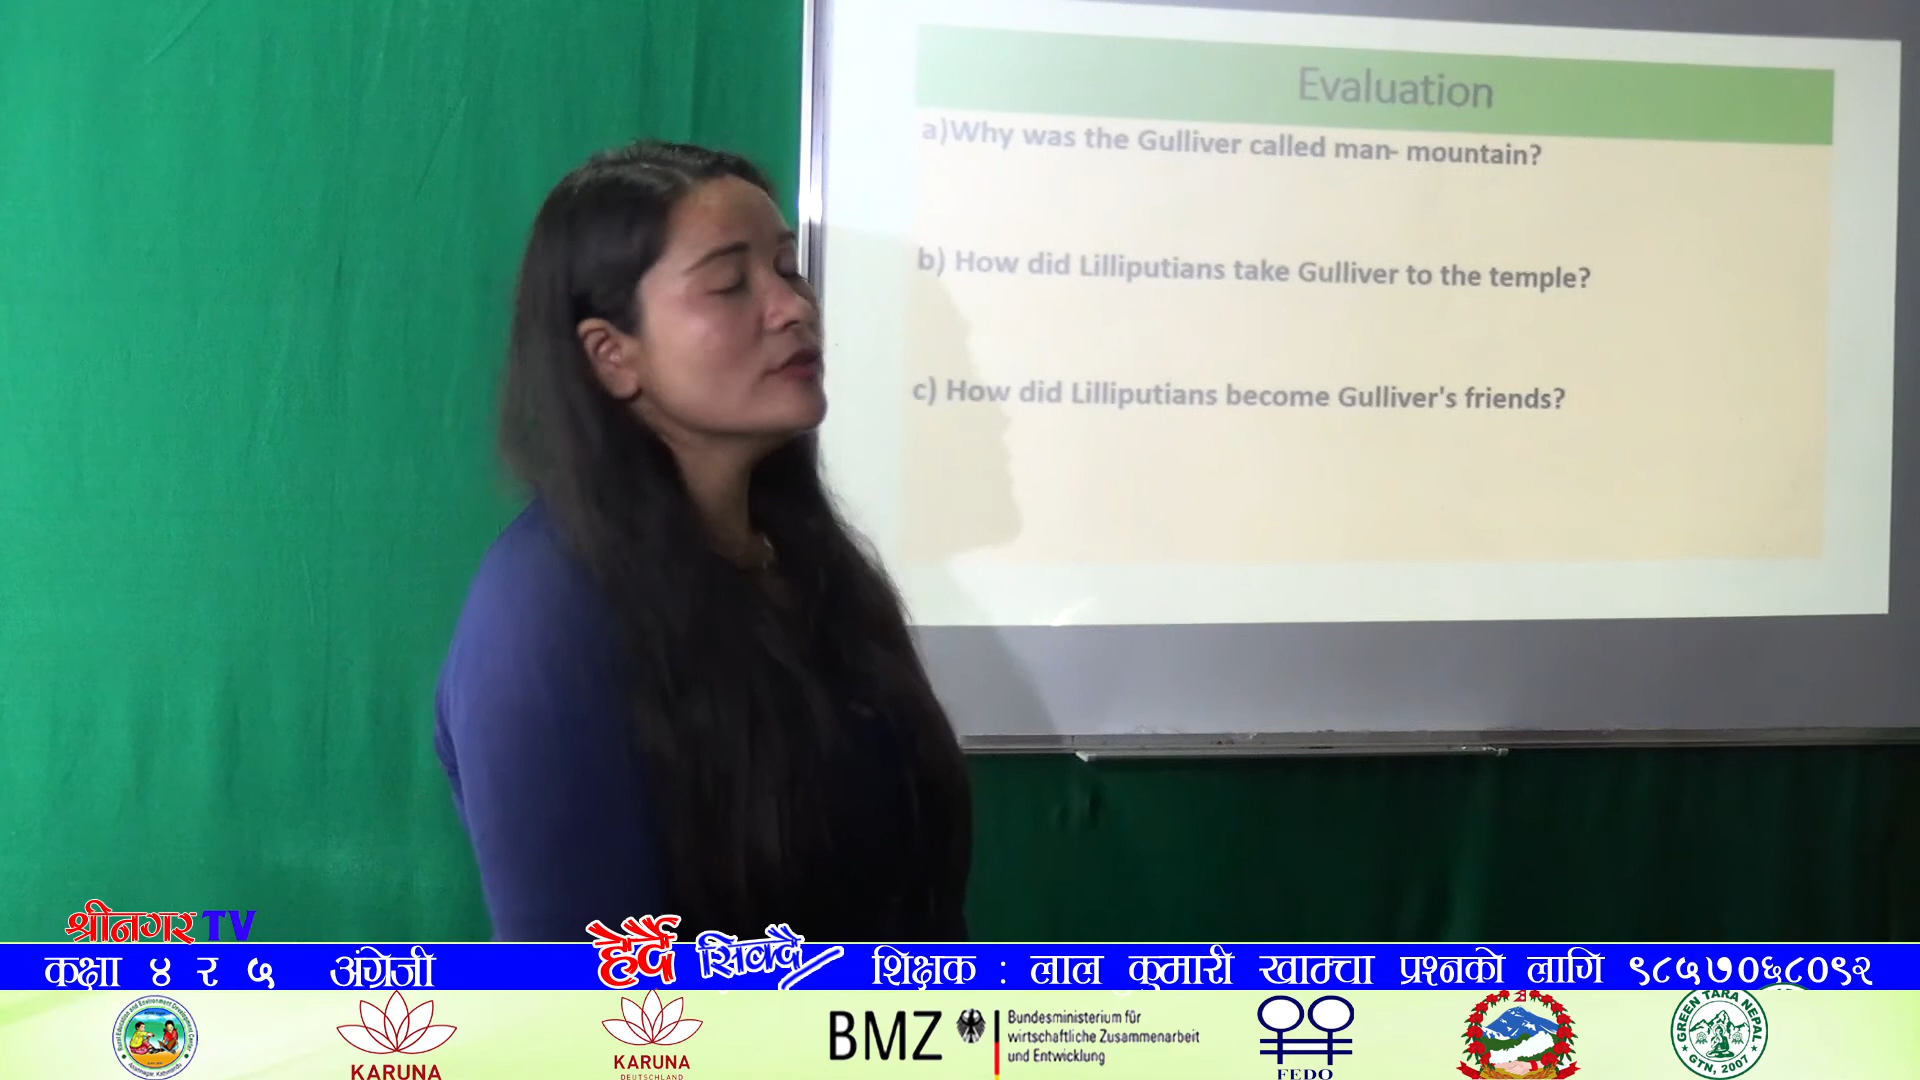 Evaluation
a)Why was the Gulliver called man- mountain?
b) How did Lilliputians take Gulliver to the temple?
c) How did Lilliputians become Gulliver's friends?
श्रीनगर TV
कक्षा ४ र ५ अंग्रेजी
हेर्दै सिक्दै
शिक्षक : लाल कुमारी खाम्चा प्रश्नको लागि ९८५७०६८०९२
KARUNA
KARUNA
DEUTSCHLAND
BMZ
Bundesministerium für
wirtschaftliche Zusammenarbeit
und Entwicklung
FEDO
GREEN TARA NEPAL
GTN, 2007